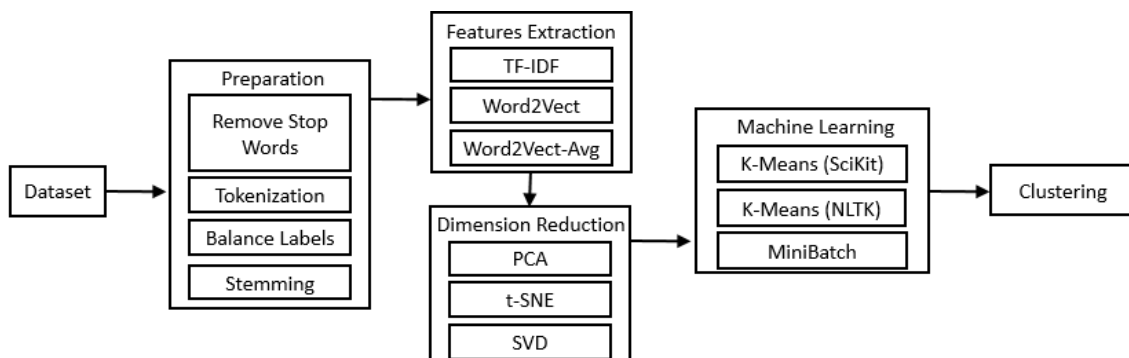 Dataset
Preparation
Remove Stop
Words
Tokenization
Balance Labels
Stemming
Features Extraction
TF-IDF
Word2Vect
Word2Vect-Avg
Dimension Reduction
PCA
t-SNE
SVD
Machine Learning
K-Means (SciKit)
K-Means (NLTK)
MiniBatch
Clustering